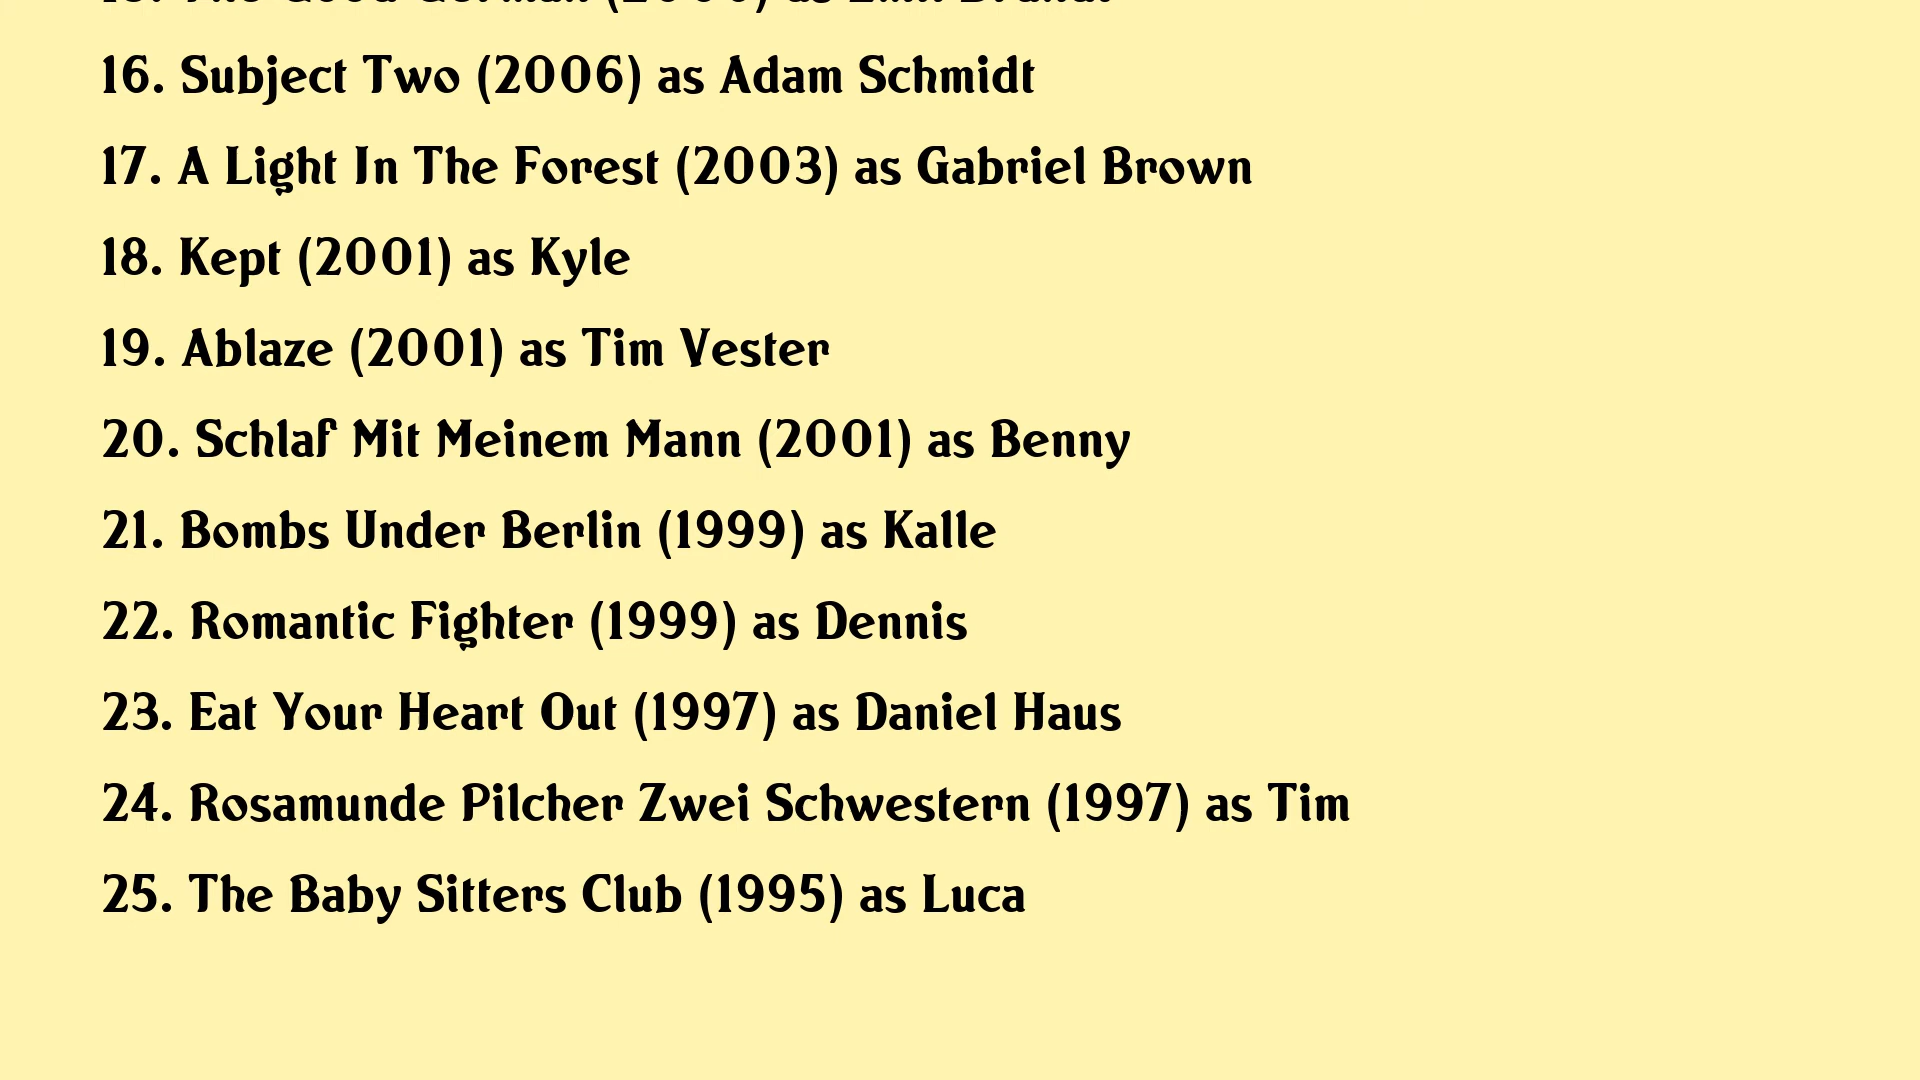 16. Subject Two (2006) as Adam Schmidt
17. A Light In The Forest (2003) as Gabriel Brown
18. Kept (2001) as Kyle
19. Ablaze (2001) as Tim Vester
20. Schlaf Mit Meinem Mann (2001) as Benny
21. Bombs Under Berlin (1999) as Kalle
22. Romantic Fighter (1999) as Dennis
23. Eat Your Heart Out (1997) as Daniel Haus
24. Rosamunde Pilcher Zwei Schwestern (1997) as Tim
25. The Baby Sitters Club (1995) as Luca